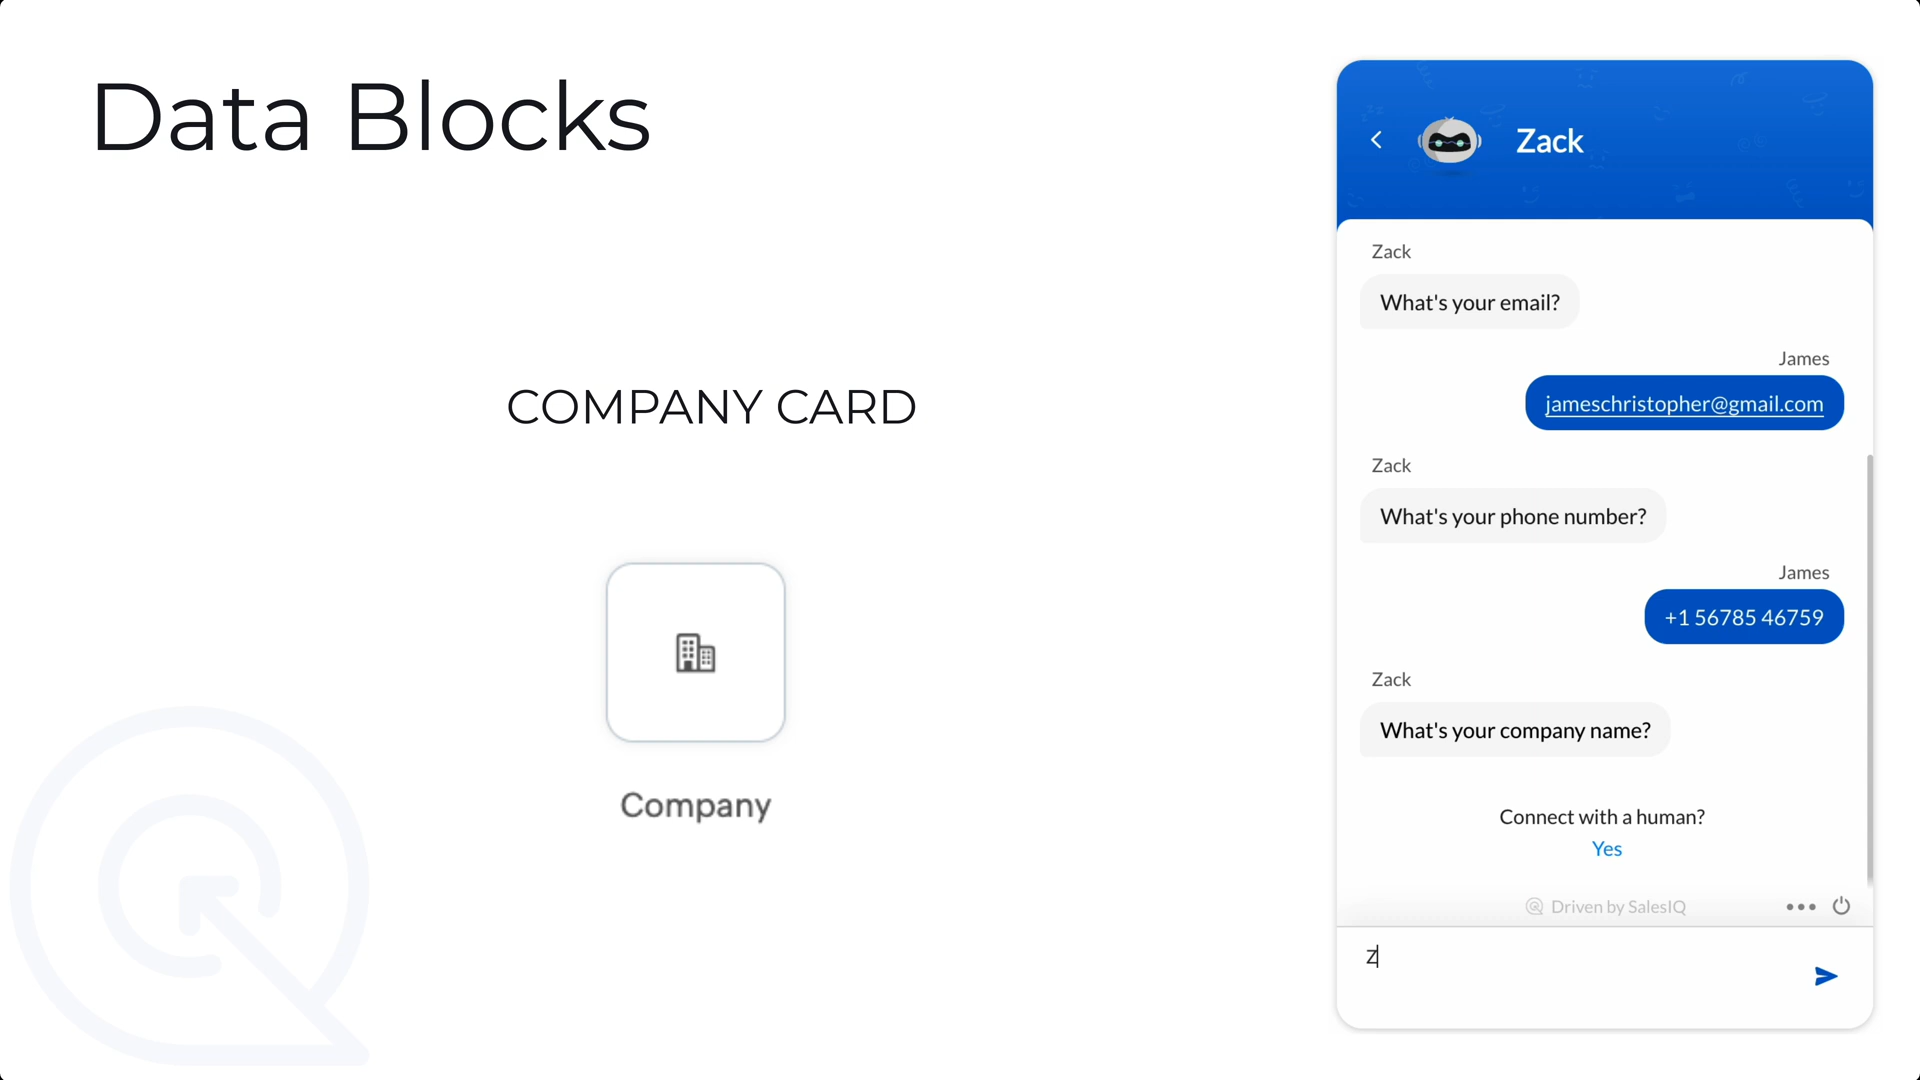 Data Blocks
COMPANY CARD
Company
Zack
Zack
What's your email?
James
jameschristopher@gmail.com
Zack
What's your phone number?
James
+1 56785 46759
Zack
What's your company name?
Connect with a human?
Yes
Driven by SalesIQ
Z